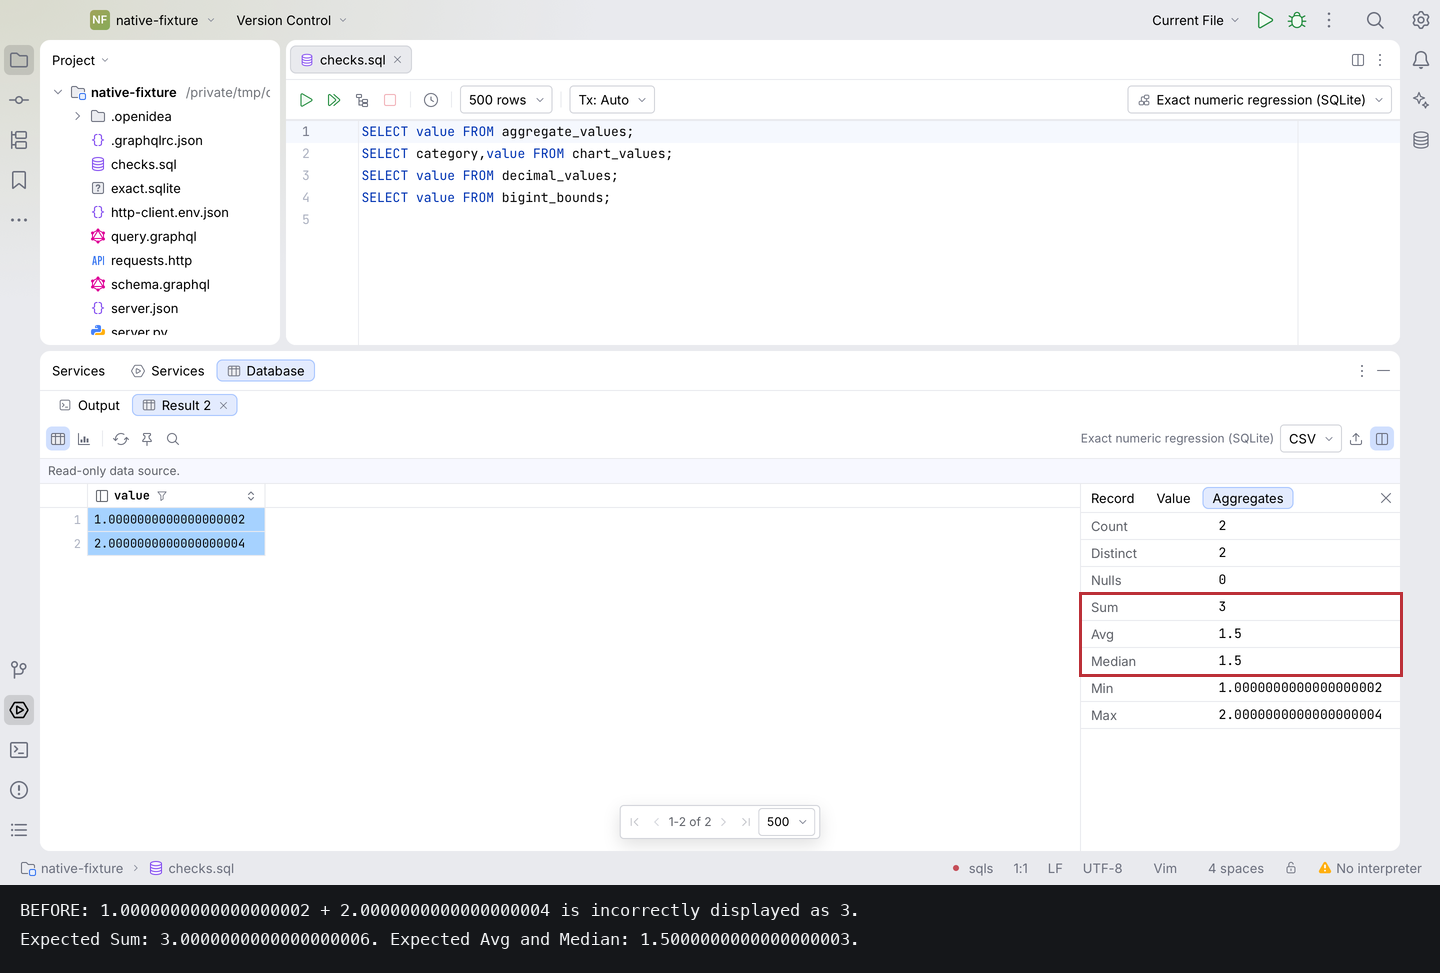 NF native-fixture Version Control Current File
Project
native-fixture /private/tmp/c
.openidea
.graphqlrc.json
checks.sql
exact.sqlite
http-client.env.json
query.graphql
API requests.http
schema.graphql
server.json
server.py
checks.sql
500 rows Tx: Auto Exact numeric regression (SQLite)
1 SELECT value FROM aggregate_values;
2 SELECT category,value FROM chart_values;
3 SELECT value FROM decimal_values;
4 SELECT value FROM bigint_bounds;
5
Services Services Database
Output Result 2
Exact numeric regression (SQLite) CSV
Read-only data source.
value
1 1.0000000000000000002
2 2.0000000000000000004
Record Value Aggregates
Count 2
Distinct 2
Nulls 0
Sum 3
Avg 1.5
Median 1.5
Min 1.0000000000000000002
Max 2.0000000000000000004
1-2 of 2 500
native-fixture checks.sql sqls 1:1 LF UTF-8 Vim 4 spaces No interpreter
BEFORE: 1.0000000000000000002 + 2.0000000000000000004 is incorrectly displayed as 3.
Expected Sum: 3.0000000000000000006. Expected Avg and Median: 1.5000000000000000003.